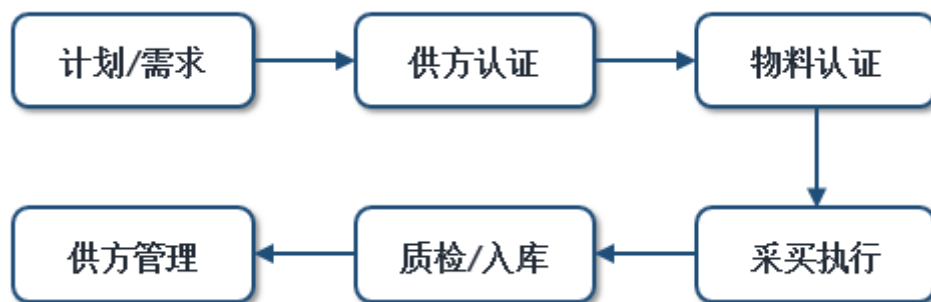 计划/需求
供方认证
物料认证
采买执行
质检/入库
供方管理